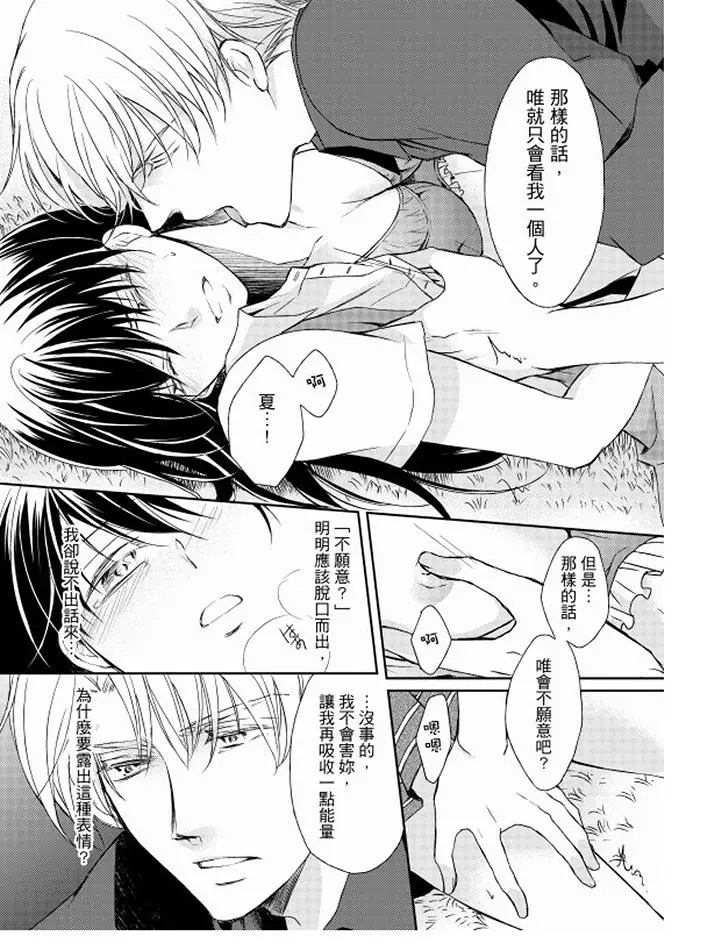 那樣的話，
唯就只會看我一個人了。
啊
夏…！
但是…
那樣的話，
唯會不願意吧？
啊
「不願意？」
明明應該脫口而出，
はぁ
我卻說不出話來…
嗯嗯
…沒事的，
我不會害妳，
讓我再吸收一點能量
為什麼要露出這種表情？